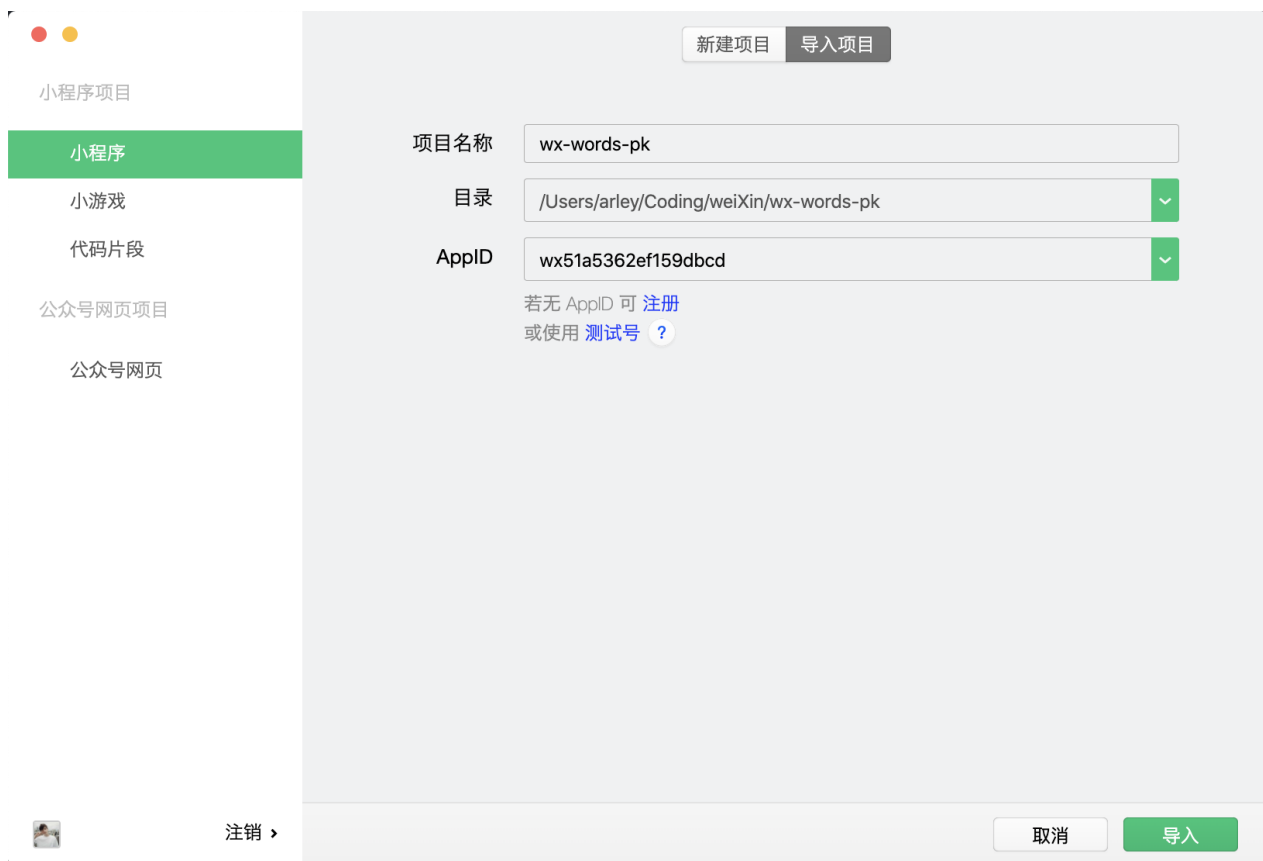 新建项目 导入项目
小程序项目
小程序
小游戏
代码片段
公众号网页项目
公众号网页
项目名称 wx-words-pk
目录 /Users/arley/Coding/weiXin/wx-words-pk
AppID wx51a5362ef159dbcd
若无 AppID 可 注册
或使用 测试号 ?
注销 ›
取消 导入